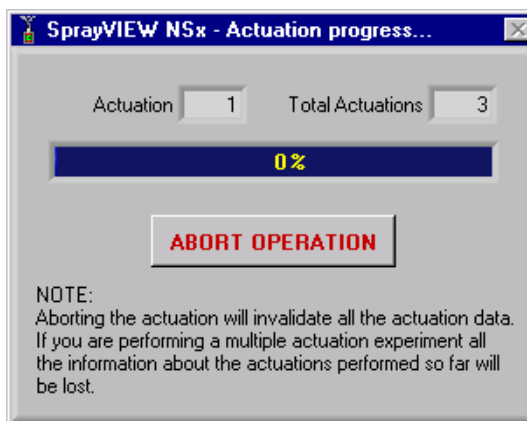 SprayVIEW NSx - Actuation progress...
Actuation 1 Total Actuations 3
0%
ABORT OPERATION
NOTE:
Aborting the actuation will invalidate all the actuation data.
If you are performing a multiple actuation experiment all
the information about the actuations performed so far will
be lost.